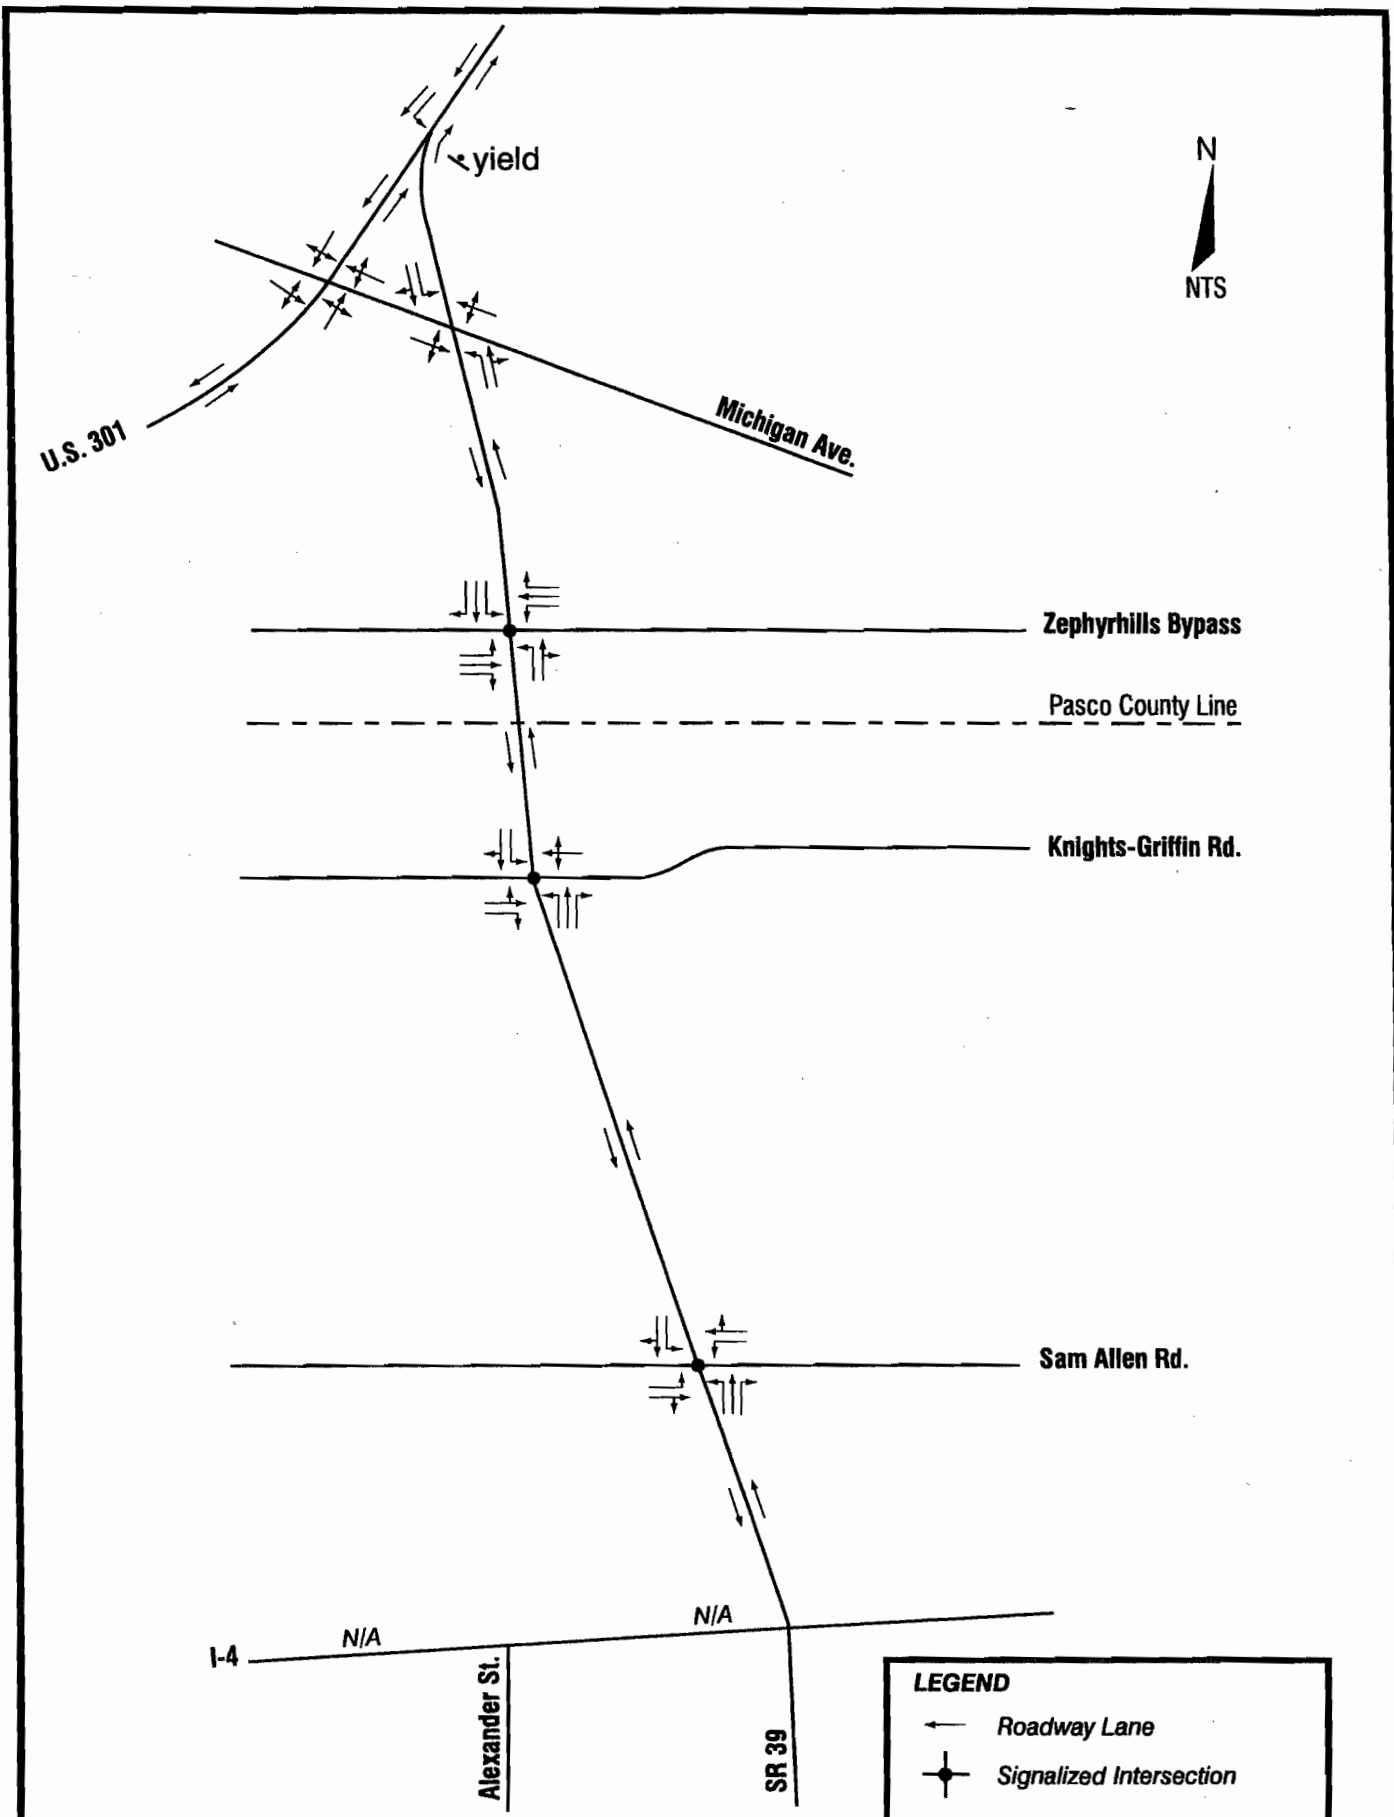 yield
N
NTS
U.S. 301
Michigan Ave.
Zephyrhills Bypass
Pasco County Line
Knights-Griffin Rd.
Sam Allen Rd.
N/A
N/A
I-4
Alexander St.
SR 39
LEGEND
Roadway Lane
Signalized Intersection